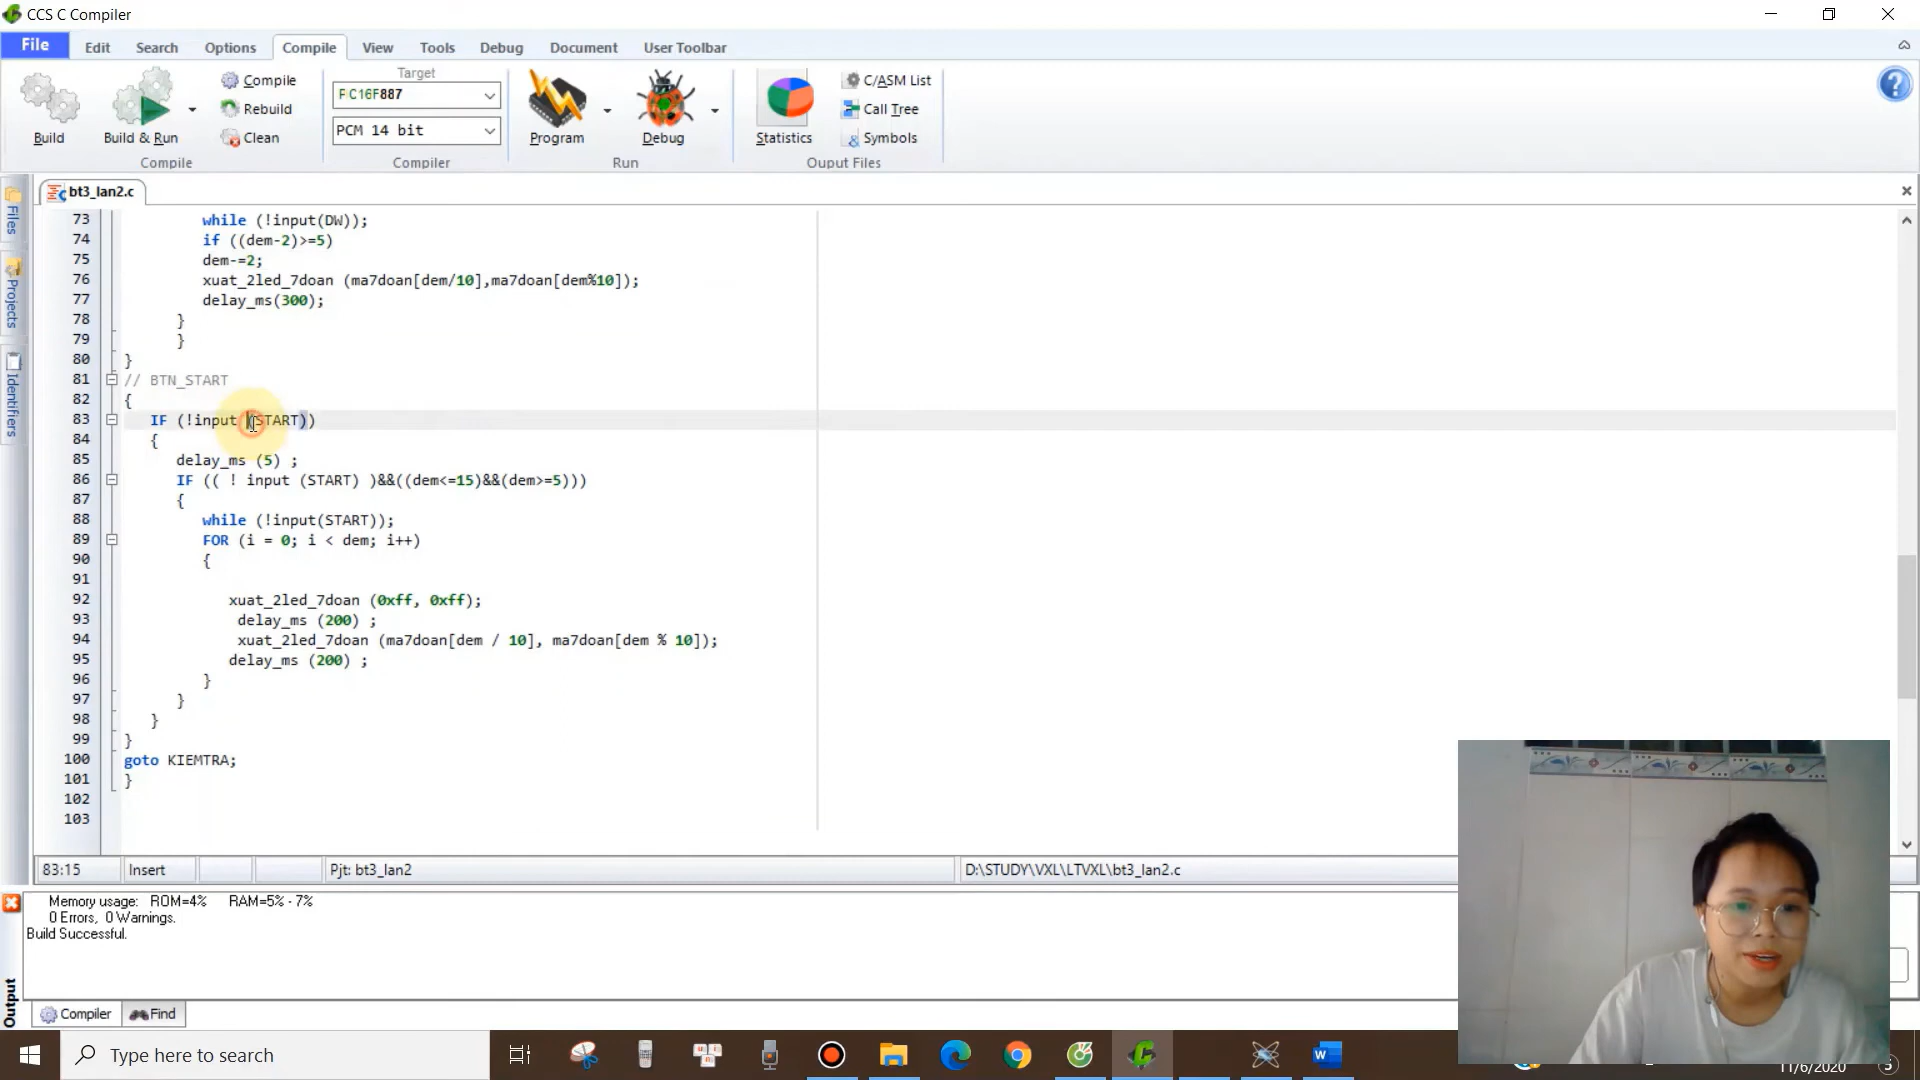 CCS C Compiler
File Edit Search Options Compile View Tools Debug Document User Toolbar
Build
Build & Run
Compile
Rebuild
Clean
Compile
Target
PIC16F887
PCM 14 bit
Compiler
Program
Debug
Run
Statistics
C/ASM List
Call Tree
Symbols
Ouput Files
Files
Projects
Identifiers
bt3_lan2.c
73 while (!input(DW));
74 if ((dem-2)>=5)
75 dem-=2;
76 xuat_2led_7doan (ma7doan[dem/10],ma7doan[dem%10]);
77 delay_ms(300);
78 }
79 }
80 }
81 // BTN_START
82 {
83 IF (!input (START))
84 {
85 delay_ms (5) ;
86 IF (( ! input (START) )&&((dem<=15)&&(dem>=5)))
87 {
88 while (!input(START));
89 FOR (i = 0; i < dem; i++)
90 {
91
92 xuat_2led_7doan (0xff, 0xff);
93 delay_ms (200) ;
94 xuat_2led_7doan (ma7doan[dem / 10], ma7doan[dem % 10]);
95 delay_ms (200) ;
96 }
97 }
98 }
99 }
100 goto KIEMTRA;
101 }
102
103
83:15 Insert Pjt: bt3_lan2 D:\STUDY\VXL\LTVXL\bt3_lan2.c
Memory usage: ROM=4% RAM=5% - 7%
0 Errors, 0 Warnings.
Build Successful.
Output
Compiler Find
Type here to search
11/6/2020
5